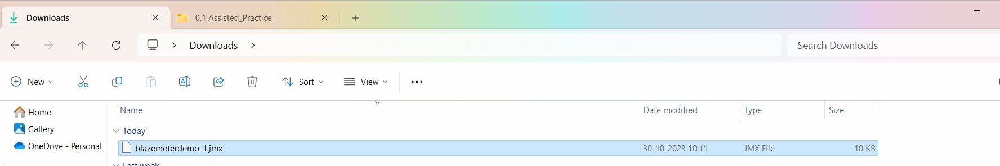 Downloads
0.1 Assisted_Practice
Downloads
Search Downloads
New
Sort
View
Home
Gallery
OneDrive - Personal
Name
Date modified
Type
Size
Today
blazemeterdemo-1.jmx
30-10-2023 10:11
JMX File
10 KB
Last week